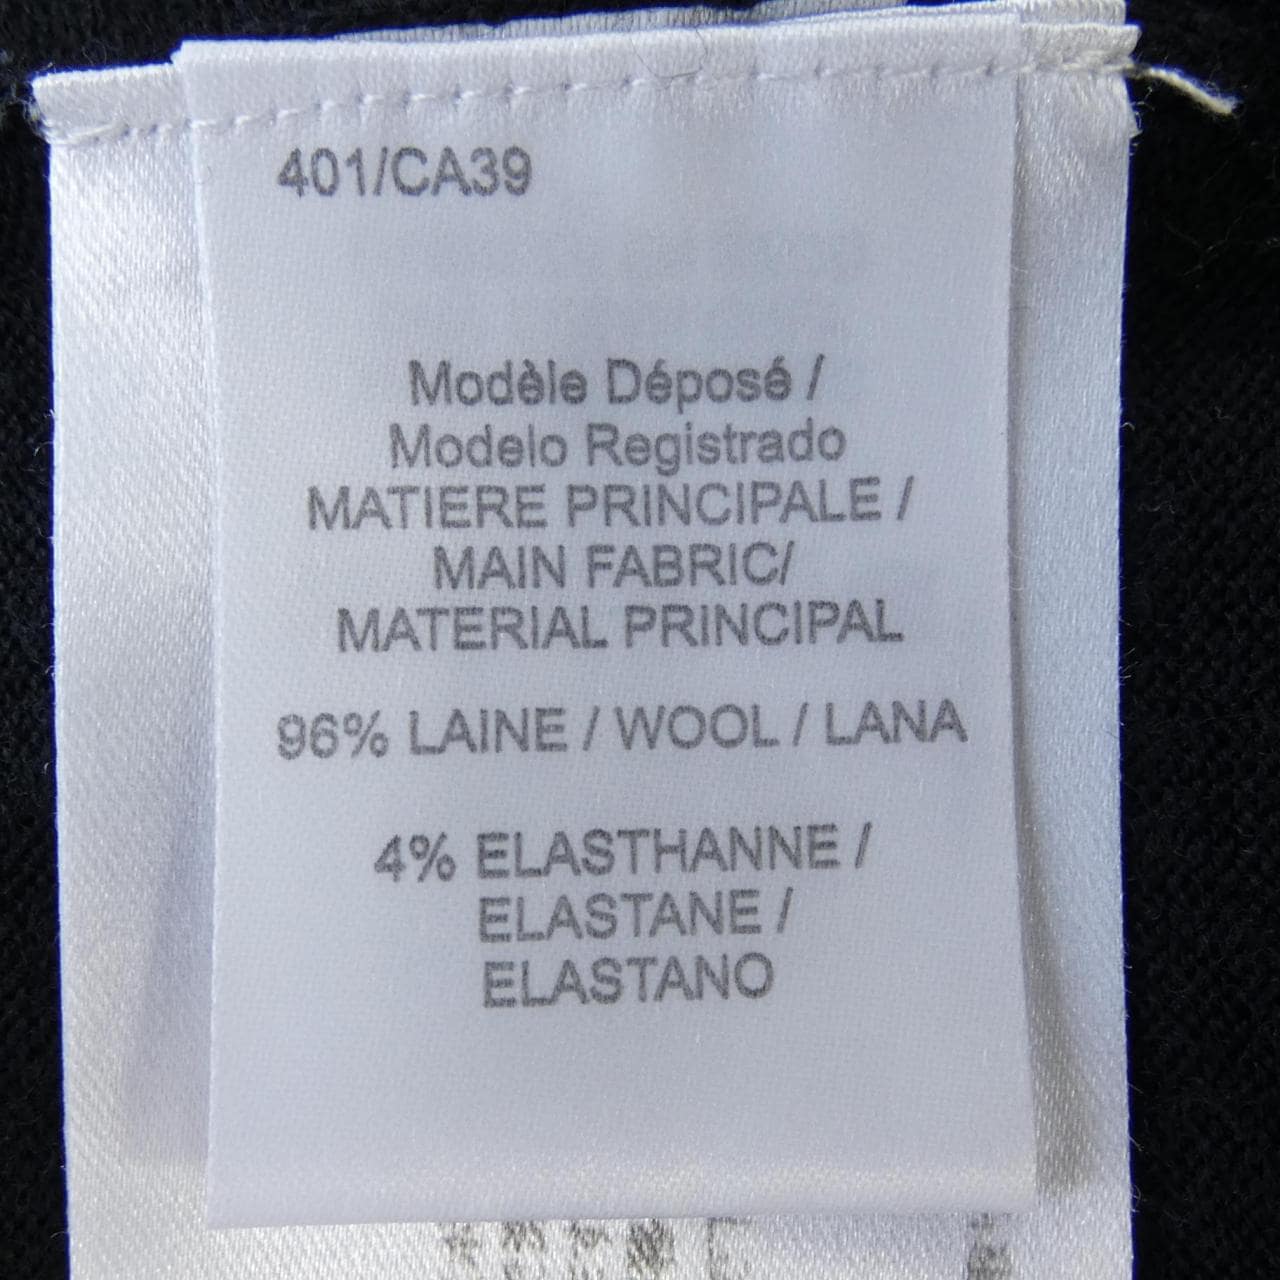 401/CA39
Modèle Déposé /
Modelo Registrado
MATIERE PRINCIPALE /
MAIN FABRIC/
MATERIAL PRINCIPAL
96% LAINE / WOOL / LANA
4% ELASTHANNE /
ELASTANE /
ELASTANO